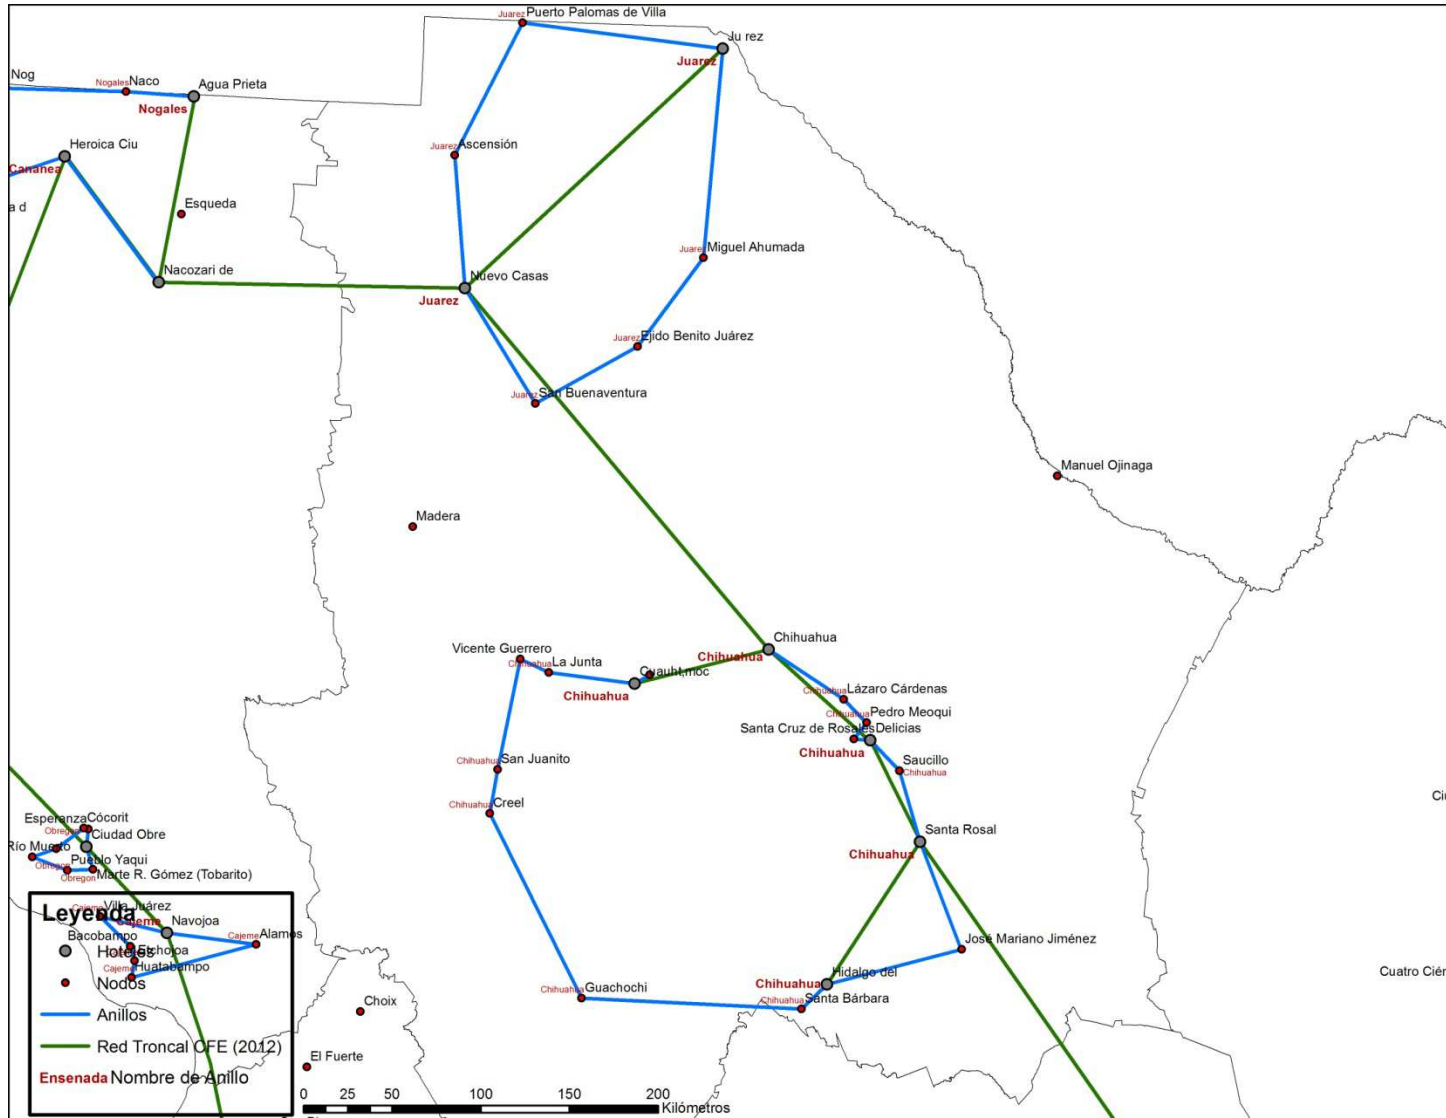 Juarez Puerto Palomas de Villa
Ju rez
Juarez
Nog
Nogales Naco
Agua Prieta
Nogales
Heroica Ciu
Cananea
a d
Juarez Ascensión
Esqueda
Juarez Miguel Ahumada
Nacozari de
Nuevo Casas
Juarez
Juarez Ejido Benito Juárez
Juarez San Buenaventura
Manuel Ojinaga
Madera
Chihuahua
Chihuahua
Vicente Guerrero
Chihuahua La Junta
Cuauht,moc
Chihuahua
Chihuahua Lázaro Cárdenas
Chihuahua Pedro Meoqui
Santa Cruz de Rosales Delicias
Chihuahua
Saucillo
Chihuahua
Chihuahua San Juanito
Chihuahua Creel
Ciu
Esperanza Cócorit
Obregon
Ciudad Obre
Río Muerto
Obregon Pueblo Yaqui
Obregon Marte R. Gómez (Tobarito)
Santa Rosal
Chihuahua
Cajeme Villa Juárez
Leyenda
Cajeme Navojoa
Bacobampo
Cajeme Alamos
Etchojoa
Hoteles
Cajeme Huatabampo
Nodos
Anillos
Red Troncal CFE (2012)
Ensenada Nombre de Anillo
José Mariano Jiménez
Cuatro Ciér
Hidalgo del
Chihuahua
Chihuahua Santa Bárbara
Chihuahua Guachochi
Choix
El Fuerte
0 25 50 100 150 200
Kilómetros